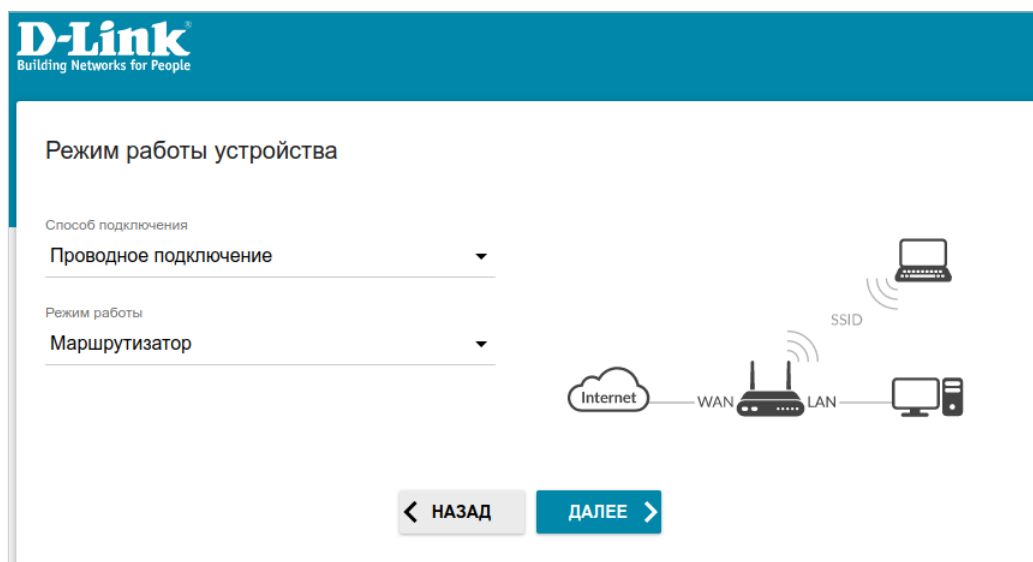 D-Link®
Building Networks for People
Режим работы устройства
Способ подключения
Проводное подключение
Режим работы
Маршрутизатор
SSID
Internet
WAN
LAN
НАЗАД
ДАЛЕЕ